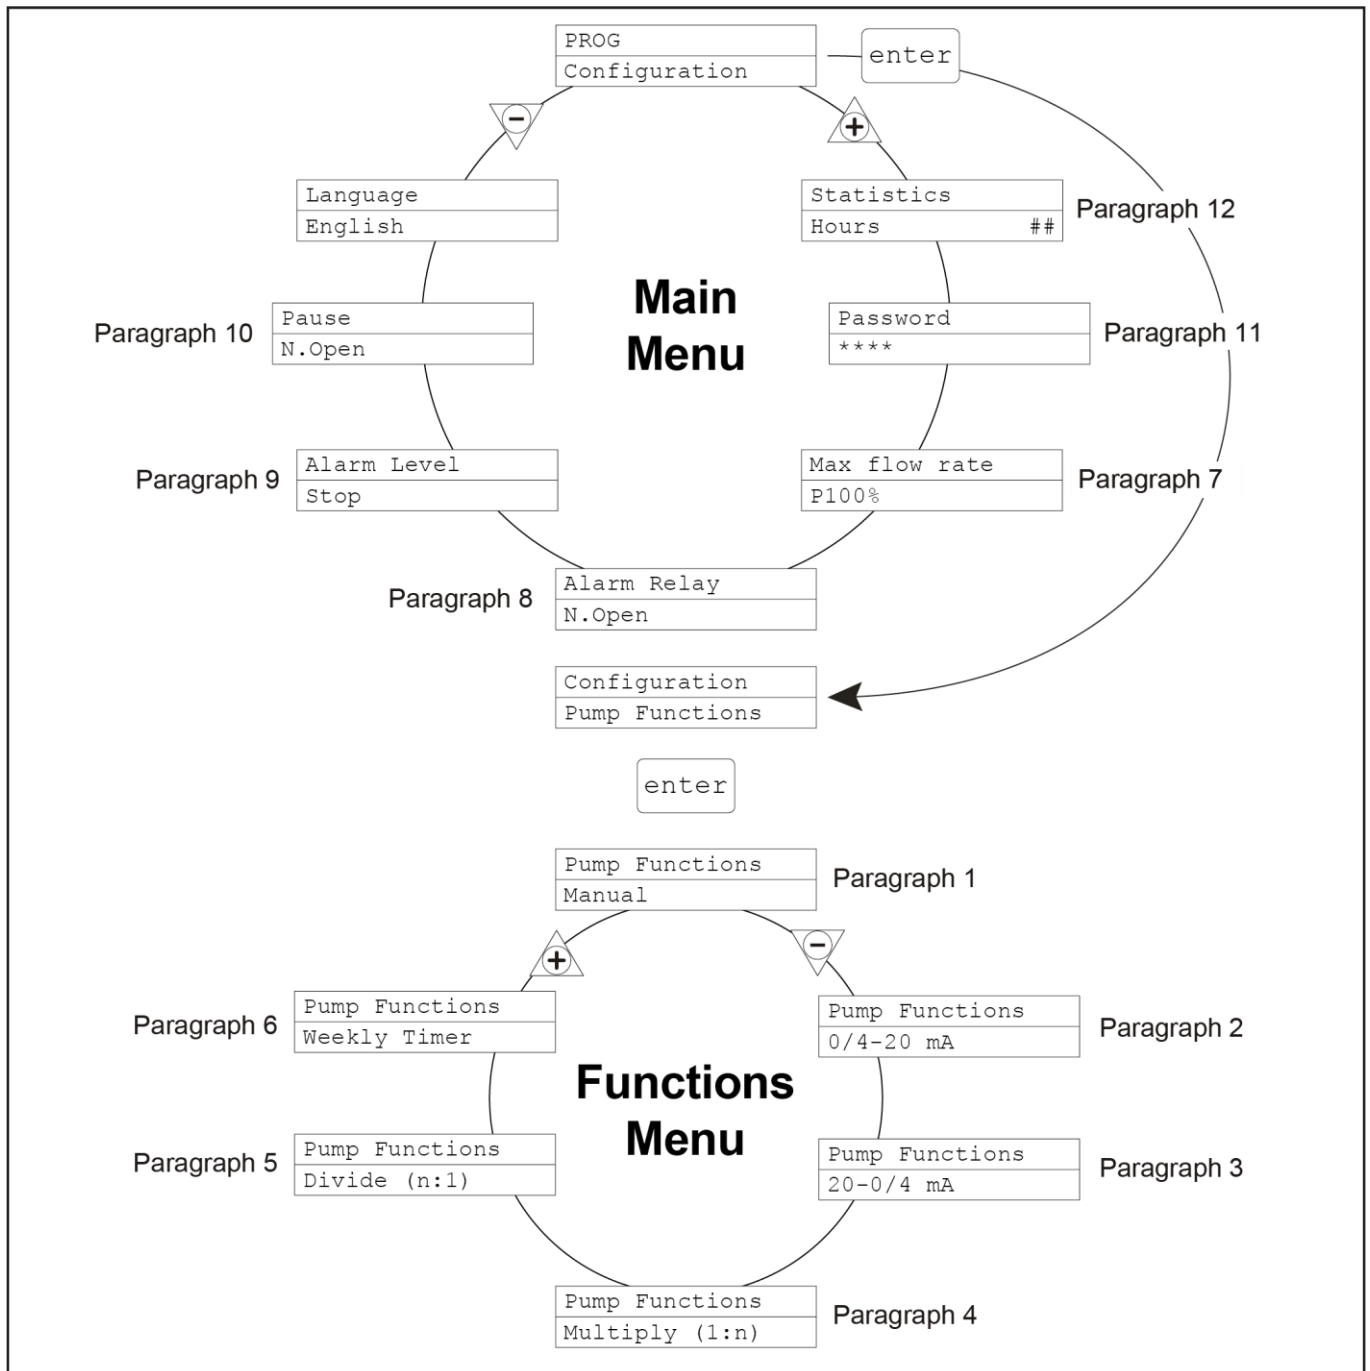 PROG
Configuration
enter
−
+
Language
English
Statistics
Hours ##
Paragraph 12
Main
Menu
Paragraph 10
Pause
N.Open
Password
****
Paragraph 11
Paragraph 9
Alarm Level
Stop
Max flow rate
P100%
Paragraph 7
Paragraph 8
Alarm Relay
N.Open
Configuration
Pump Functions
enter
Pump Functions
Manual
Paragraph 1
+
−
Paragraph 6
Pump Functions
Weekly Timer
Pump Functions
0/4-20 mA
Paragraph 2
Functions
Menu
Paragraph 5
Pump Functions
Divide (n:1)
Pump Functions
20-0/4 mA
Paragraph 3
Pump Functions
Multiply (1:n)
Paragraph 4